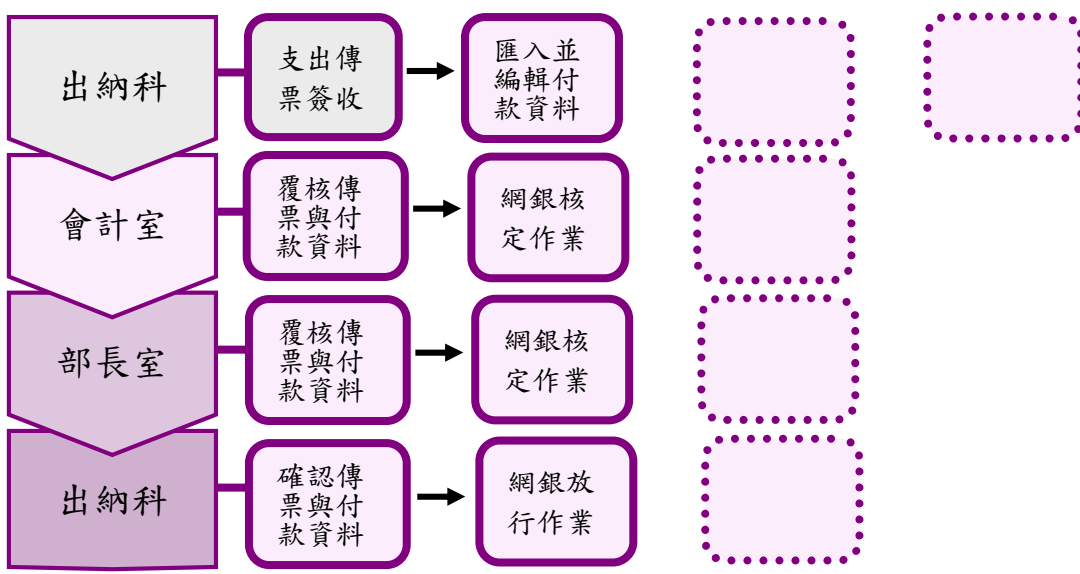 出納科
支出傳
票簽收
匯入並
編輯付
款資料
會計室
覆核傳
票與付
款資料
網銀核
定作業
部長室
覆核傳
票與付
款資料
網銀核
定作業
出納科
確認傳
票與付
款資料
網銀放
行作業